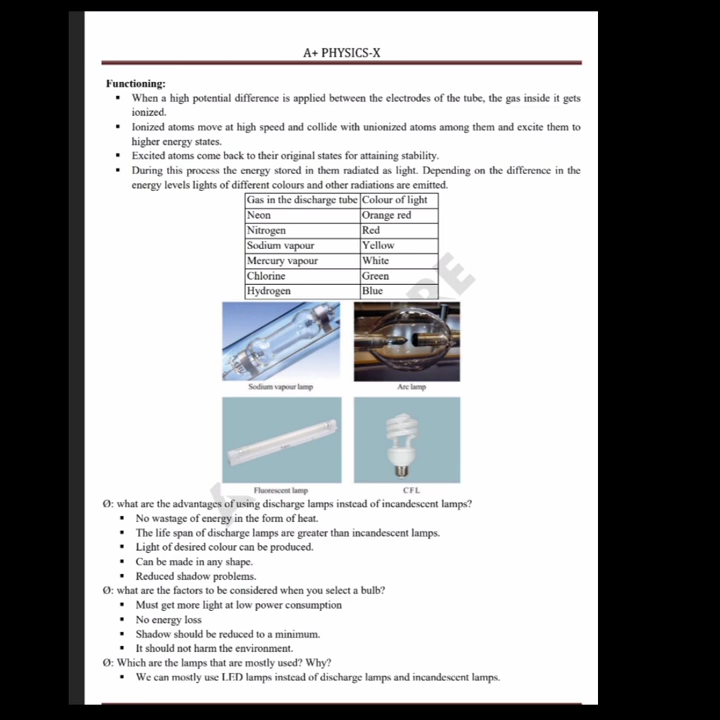 A+ PHYSICS-X
Functioning:
▪ When a high potential difference is applied between the electrodes of the tube, the gas inside it gets
ionized.
▪ Ionized atoms move at high speed and collide with unionized atoms among them and excite them to
higher energy states.
▪ Excited atoms come back to their original states for attaining stability.
▪ During this process the energy stored in them radiated as light. Depending on the difference in the
energy levels lights of different colours and other radiations are emitted.
Gas in the discharge tube Colour of light
Neon Orange red
Nitrogen Red
Sodium vapour Yellow
Mercury vapour White
Chlorine Green
Hydrogen Blue
Sodium vapour lamp Arc lamp
Fluorescent lamp CFL
Ø: what are the advantages of using discharge lamps instead of incandescent lamps?
▪ No wastage of energy in the form of heat.
▪ The life span of discharge lamps are greater than incandescent lamps.
▪ Light of desired colour can be produced.
▪ Can be made in any shape.
▪ Reduced shadow problems.
Ø: what are the factors to be considered when you select a bulb?
▪ Must get more light at low power consumption
▪ No energy loss
▪ Shadow should be reduced to a minimum.
▪ It should not harm the environment.
Ø: Which are the lamps that are mostly used? Why?
▪ We can mostly use LED lamps instead of discharge lamps and incandescent lamps.